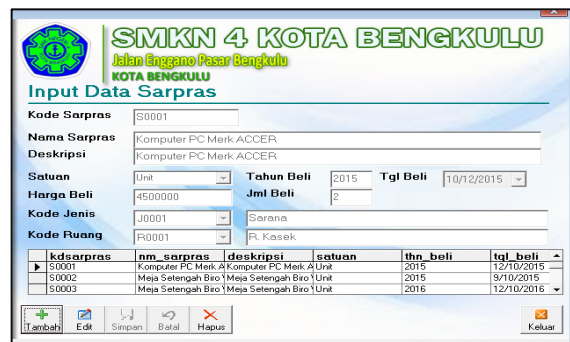 SMKN 4 KOTA BENGKULU
Jalan Enggano Pasar Bengkulu
KOTA BENGKULU
Input Data Sarpras
Kode Sarpras S0001
Nama Sarpras Komputer PC Merk ACCER
Deskripsi Komputer PC Merk ACCER
Satuan Unit Tahun Beli 2015 Tgl Beli 10/12/2015
Harga Beli 4500000 Jml Beli 2
Kode Jenis J0001 Sarana
Kode Ruang R0001 R. Kasek
kdsarpras nm_sarpras deskripsi satuan thn_beli tgl_beli
S0001 Komputer PC Merk A Komputer PC Merk A Unit 2015 12/10/2015
S0002 Meja Setengah Biro Meja Setengah Biro Unit 2015 9/10/2015
S0003 Meja Setengah Biro Meja Setengah Biro Unit 2016 12/10/2016
Tambah Edit Simpan Batal Hapus Keluar